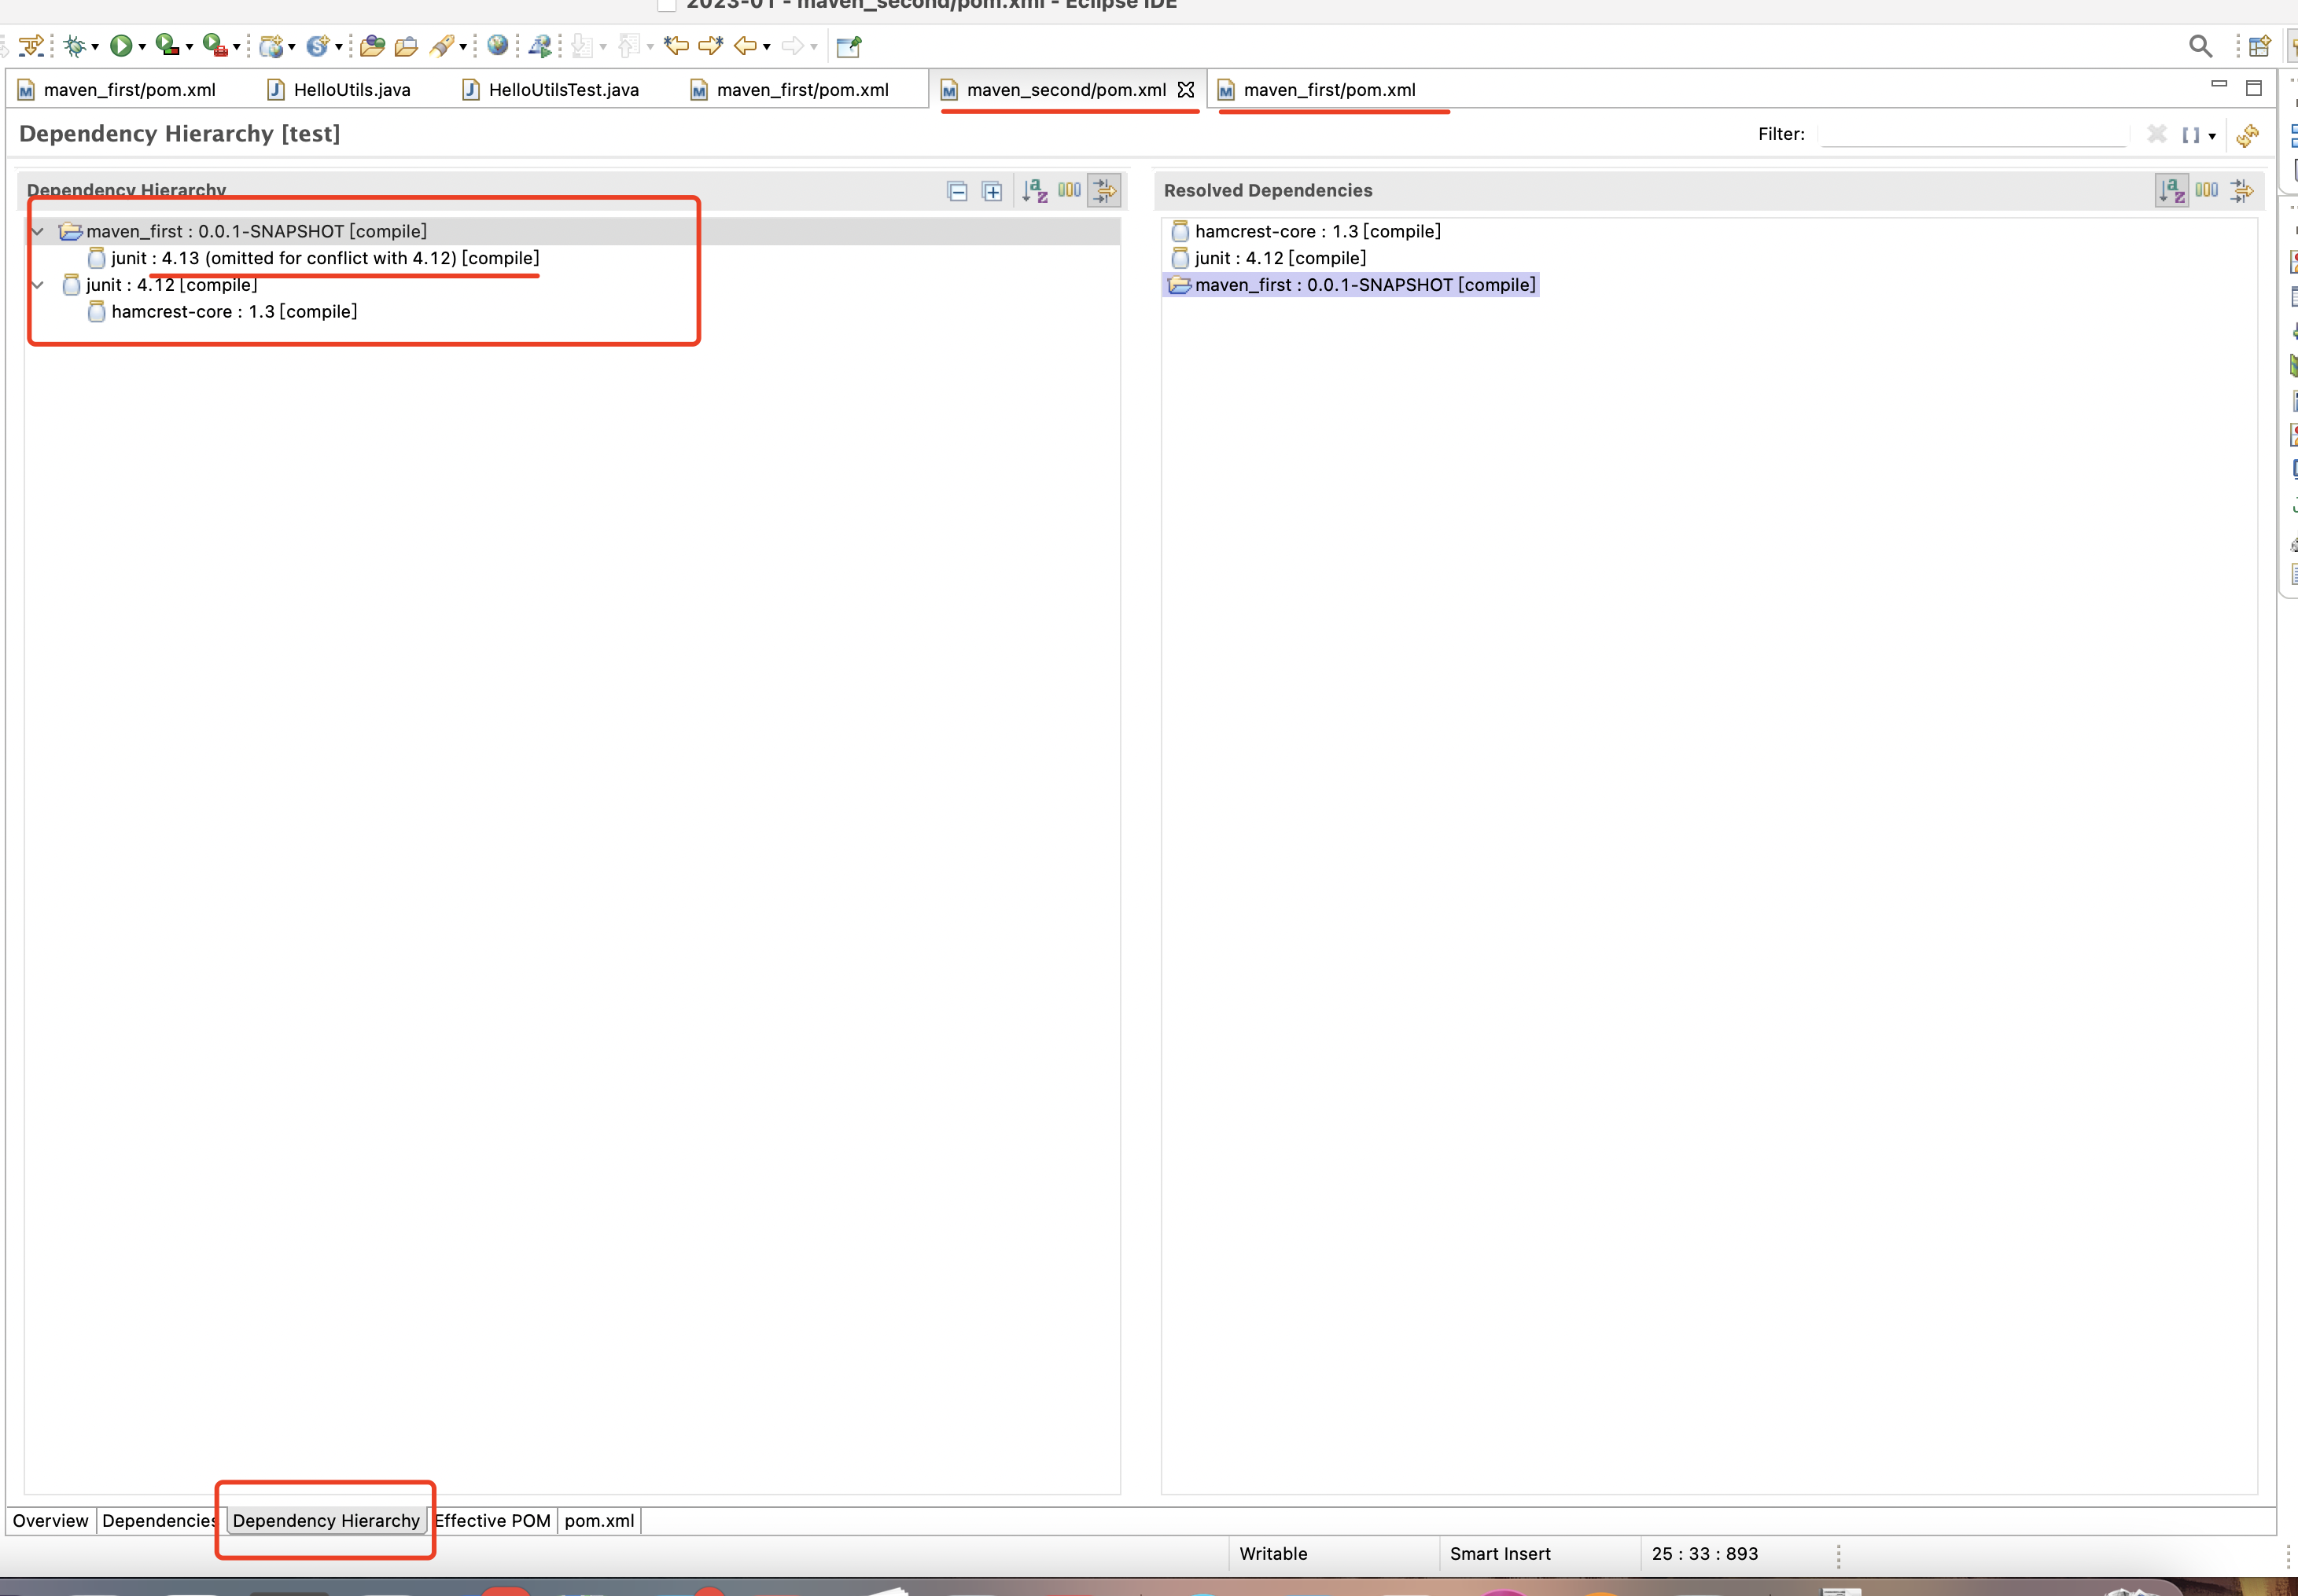 2023-01 - maven_second/pom.xml - Eclipse IDE
maven_first/pom.xml
HelloUtils.java
HelloUtilsTest.java
maven_first/pom.xml
maven_second/pom.xml
maven_first/pom.xml
Dependency Hierarchy [test]
Filter:
Dependency Hierarchy
maven_first : 0.0.1-SNAPSHOT [compile]
junit : 4.13 (omitted for conflict with 4.12) [compile]
junit : 4.12 [compile]
hamcrest-core : 1.3 [compile]
Resolved Dependencies
hamcrest-core : 1.3 [compile]
junit : 4.12 [compile]
maven_first : 0.0.1-SNAPSHOT [compile]
Overview
Dependencies
Dependency Hierarchy
Effective POM
pom.xml
Writable
Smart Insert
25 : 33 : 893